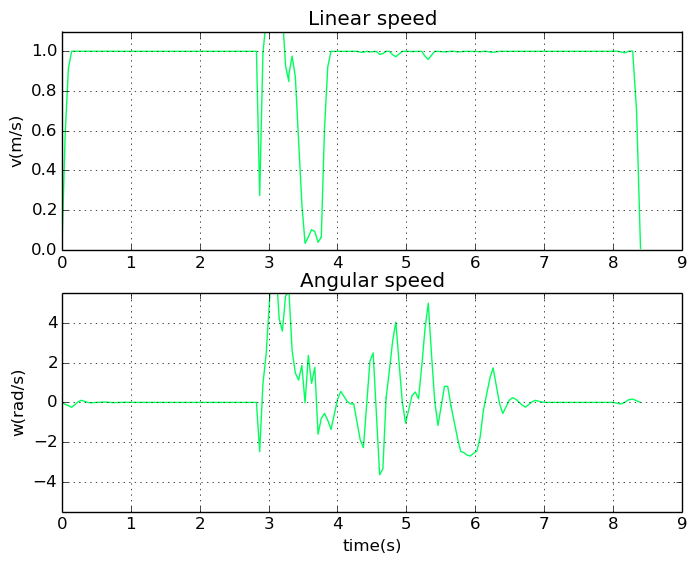 Linear speed
v(m/s)
1.0
0.8
0.6
0.4
0.2
0.0
0 1 2 3 4 5 6 7 8 9
Angular speed
w(rad/s)
4
2
0
−2
−4
0 1 2 3 4 5 6 7 8 9
time(s)